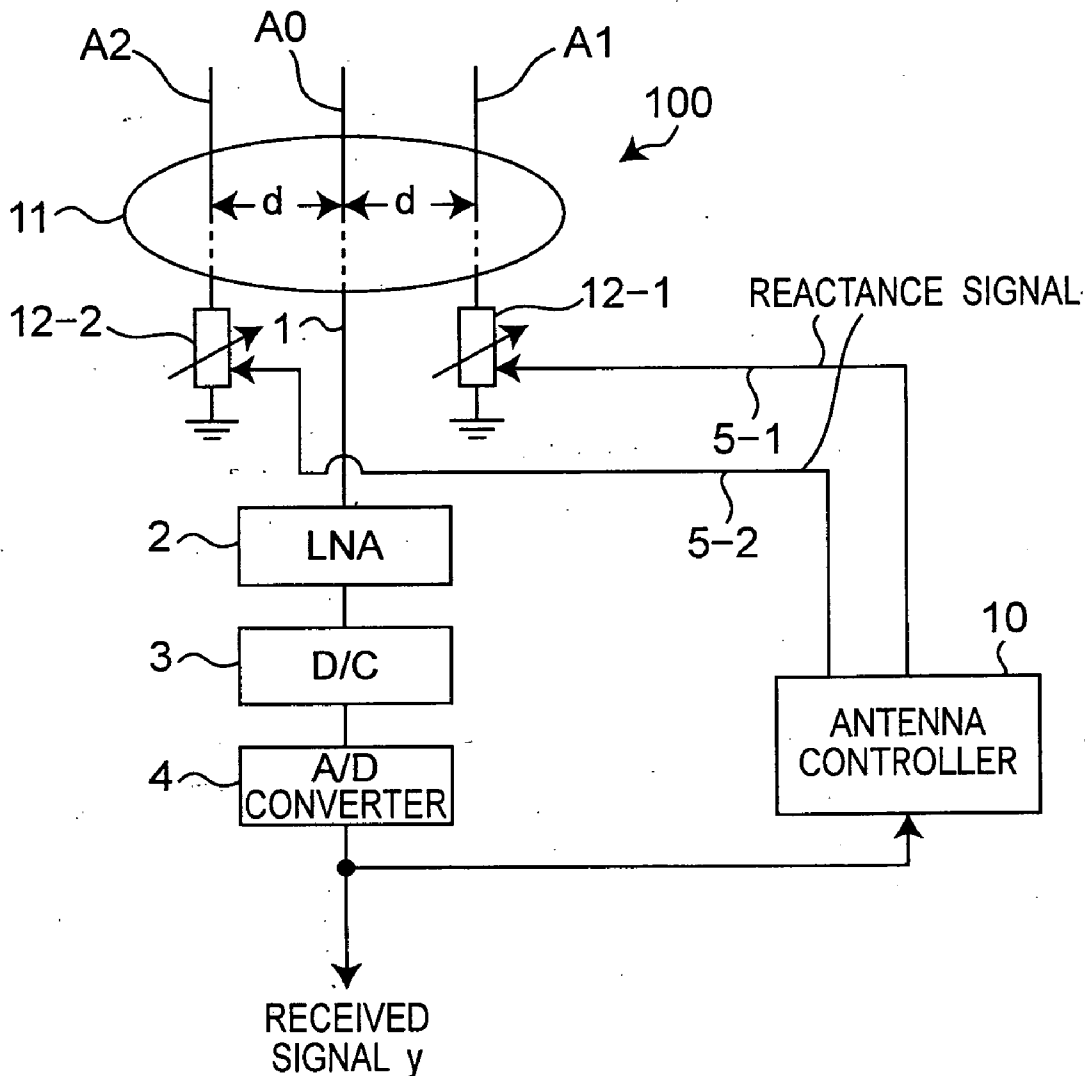 A2
A0
A1
100
11
d
d
12-2
1
12-1
REACTANCE SIGNAL
5-1
5-2
2
LNA
3
D/C
10
4
A/D
CONVERTER
ANTENNA
CONTROLLER
RECEIVED
SIGNAL y